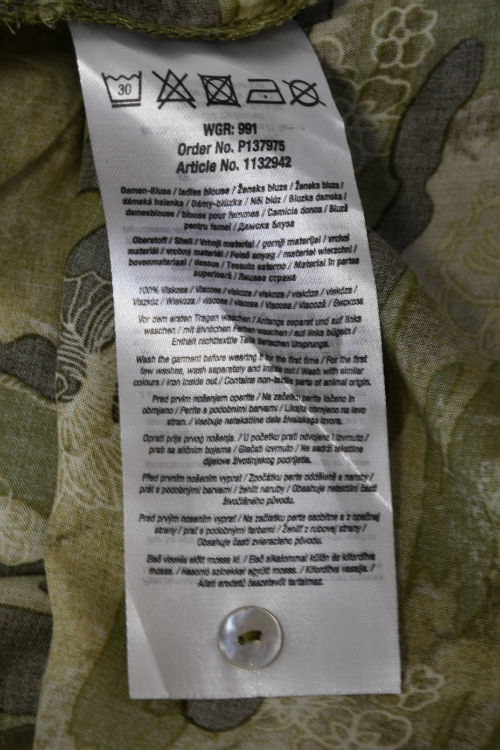 30
WGR: 991
Order No. P137975
Article No. 1132942
Damen-Bluse / ladies blouse / Ženska bluza / Ženska bluza /
dámská halenka / Dámy-blúzka / Női blúz / Bluzka damska /
damesblouse / blouse pour femmes / Camicia donna / Bluză
pentru femei / Дамска блуза
Oberstoff / Shell / Vrhnji material / gornji materijal / vrchní
materiál / vrchný materiál / Felső anyag / materiał wierzchni /
bovenmateriaal / tissus / Tessuto esterno / Material în partea
superioară / Лицева страна
100% Viskose / Viscose / viskoza / viskoza / viskóza / viskóza /
Viszkóz / Wiskoza / viscose / viscose / Viscosa / Viscoză / Вискоза
Vor dem ersten Tragen waschen / Anfangs separat und auf links
waschen / mit ähnlichen Farben waschen / auf links bügeln /
Enthält nichttextile Teile tierischen Ursprungs.
Wash the garment before wearing it for the first time / For the first
few washes, wash separately and inside out / Wash with similar
colours / Iron inside out / Contains non-textile parts of animal origin.
Pred prvim nošenjem operite / Na začetku perite ločeno in
obrnjeno / Perite s podobnimi barvami / Likajte obrnjeno na levo
stran. / Vsebuje netekstilne dele živalskega izvora.
Oprati prije prvog nošenja. / U početku prati odvojeno i izvrnuto /
prati sa sličnim bojama / Glačati izvrnuto / Ne sadrži tekstilne
dijelove životinjskog podrijetla.
Před prvním nošením vyprat / Zpočátku perte odděleně a naruby /
prát s podobnými barvami / žehlit naruby / Obsahuje netextilní části
živočišného původu.
Pred prvým nosením vyprať / Na začiatku perte osobitne a z opačnej
strany / prať s podobnými farbami / Žehliť z rubovej strany /
Obsahuje časti zvieracieho pôvodu.
Első viselés előtt mossa ki. / Első alkalommal külön és kifordítva
mossa. / Hasonló színekkel együtt mossa. / Kifordítva vasalja. /
Állati eredetű összetevőt tartalmaz.